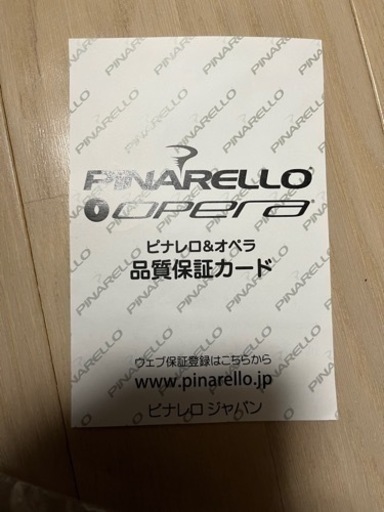 PINARELLO
opera
ピナレロ&オペラ
品質保証カード
ウェブ保証登録はこちらから
www.pinarello.jp
ピナレロ ジャパン